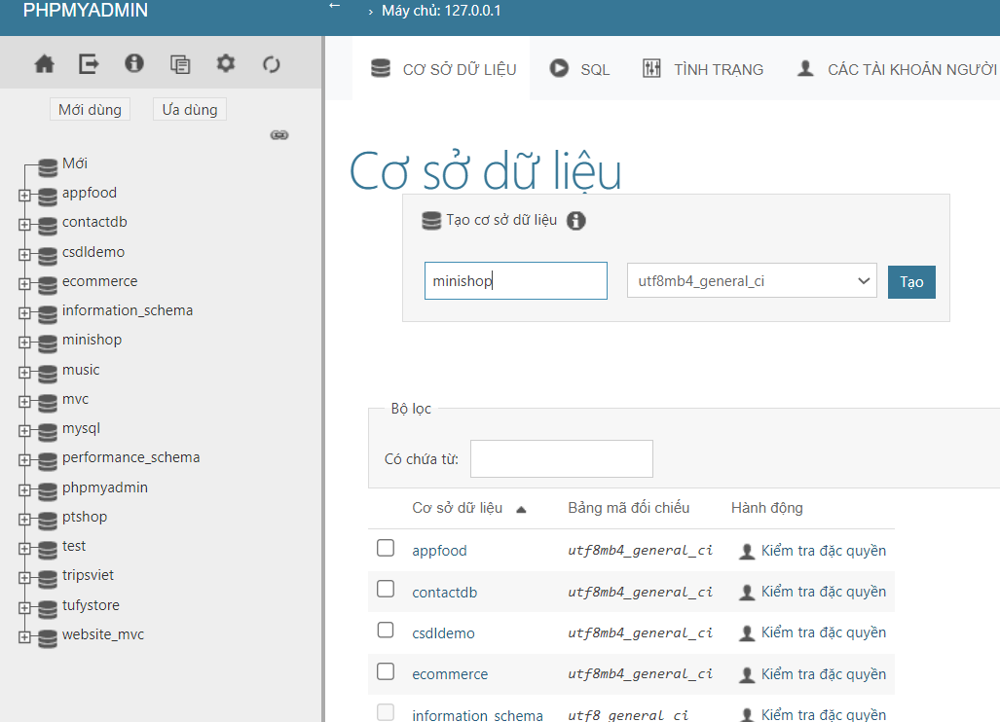 PHPMYADMIN
← › Máy chủ: 127.0.0.1
CƠ SỞ DỮ LIỆU SQL TÌNH TRẠNG CÁC TÀI KHOẢN NGƯỜI
Mới dùng Ưa dùng
Mới
appfood
contactdb
csdldemo
ecommerce
information_schema
minishop
music
mvc
mysql
performance_schema
phpmyadmin
ptshop
test
tripsviet
tufystore
website_mvc
Cơ sở dữ liệu
Tạo cơ sở dữ liệu
minishop utf8mb4_general_ci Tạo
Bộ lọc
Có chứa từ:
Cơ sở dữ liệu Bảng mã đối chiếu Hành động
appfood utf8mb4_general_ci Kiểm tra đặc quyền
contactdb utf8mb4_general_ci Kiểm tra đặc quyền
csdldemo utf8mb4_general_ci Kiểm tra đặc quyền
ecommerce utf8mb4_general_ci Kiểm tra đặc quyền
information_schema utf8_general_ci Kiểm tra đặc quyền